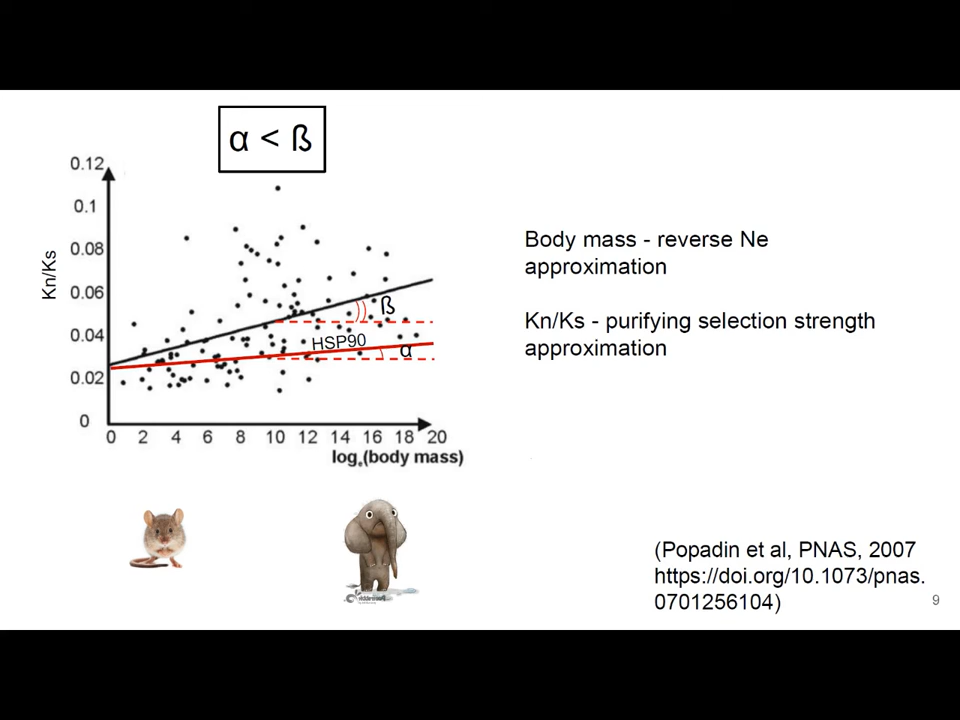 α < ß
0.12
0.1
0.08
0.06
0.04
0.02
0
Kn/Ks
ß
HSP90
α
0 2 4 6 8 10 12 14 16 18 20
logₑ(body mass)
Body mass - reverse Ne
approximation
Kn/Ks - purifying selection strength
approximation
(Popadin et al, PNAS, 2007
https://doi.org/10.1073/pnas.
0701256104)
9